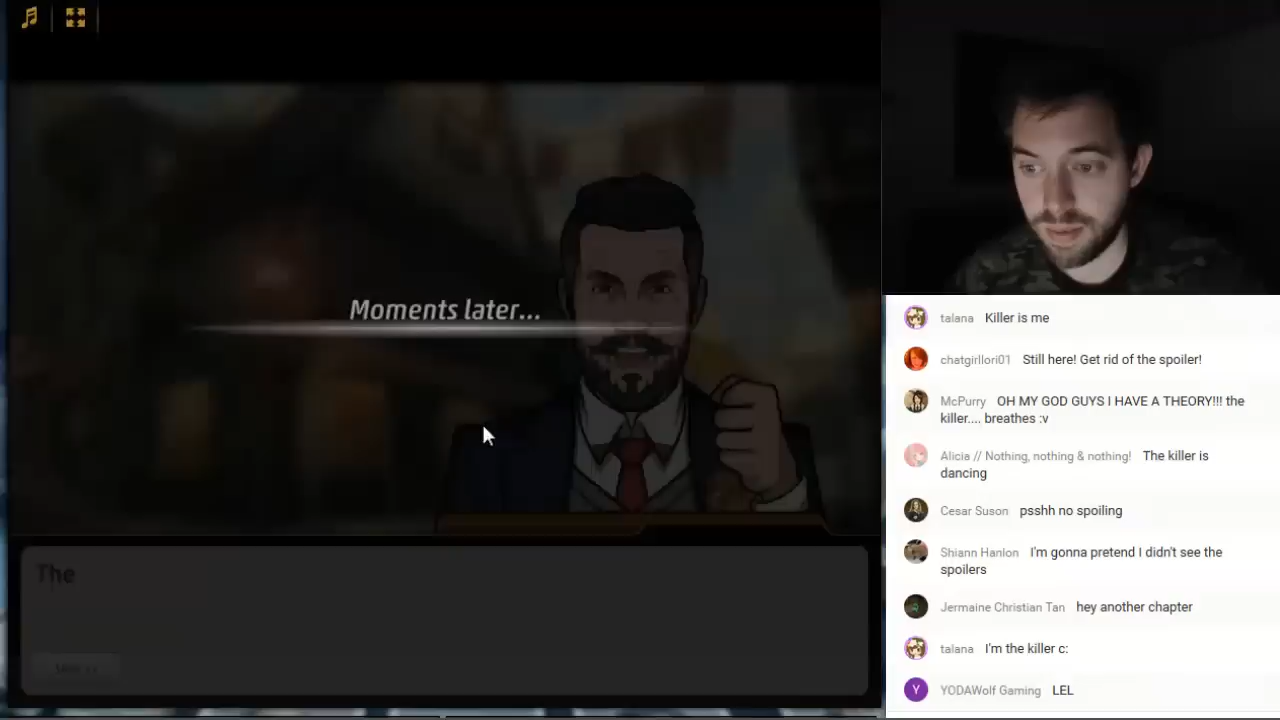 Moments later...
The
talana Killer is me
chatgirllori01 Still here! Get rid of the spoiler!
McPurry OH MY GOD GUYS I HAVE A THEORY!!! the
killer.... breathes :v
Alicia // Nothing, nothing & nothing! The killer is
dancing
Cesar Suson psshh no spoiling
Shiann Hanlon I'm gonna pretend I didn't see the
spoilers
Jermaine Christian Tan hey another chapter
talana I'm the killer c:
Y YODAWolf Gaming LEL